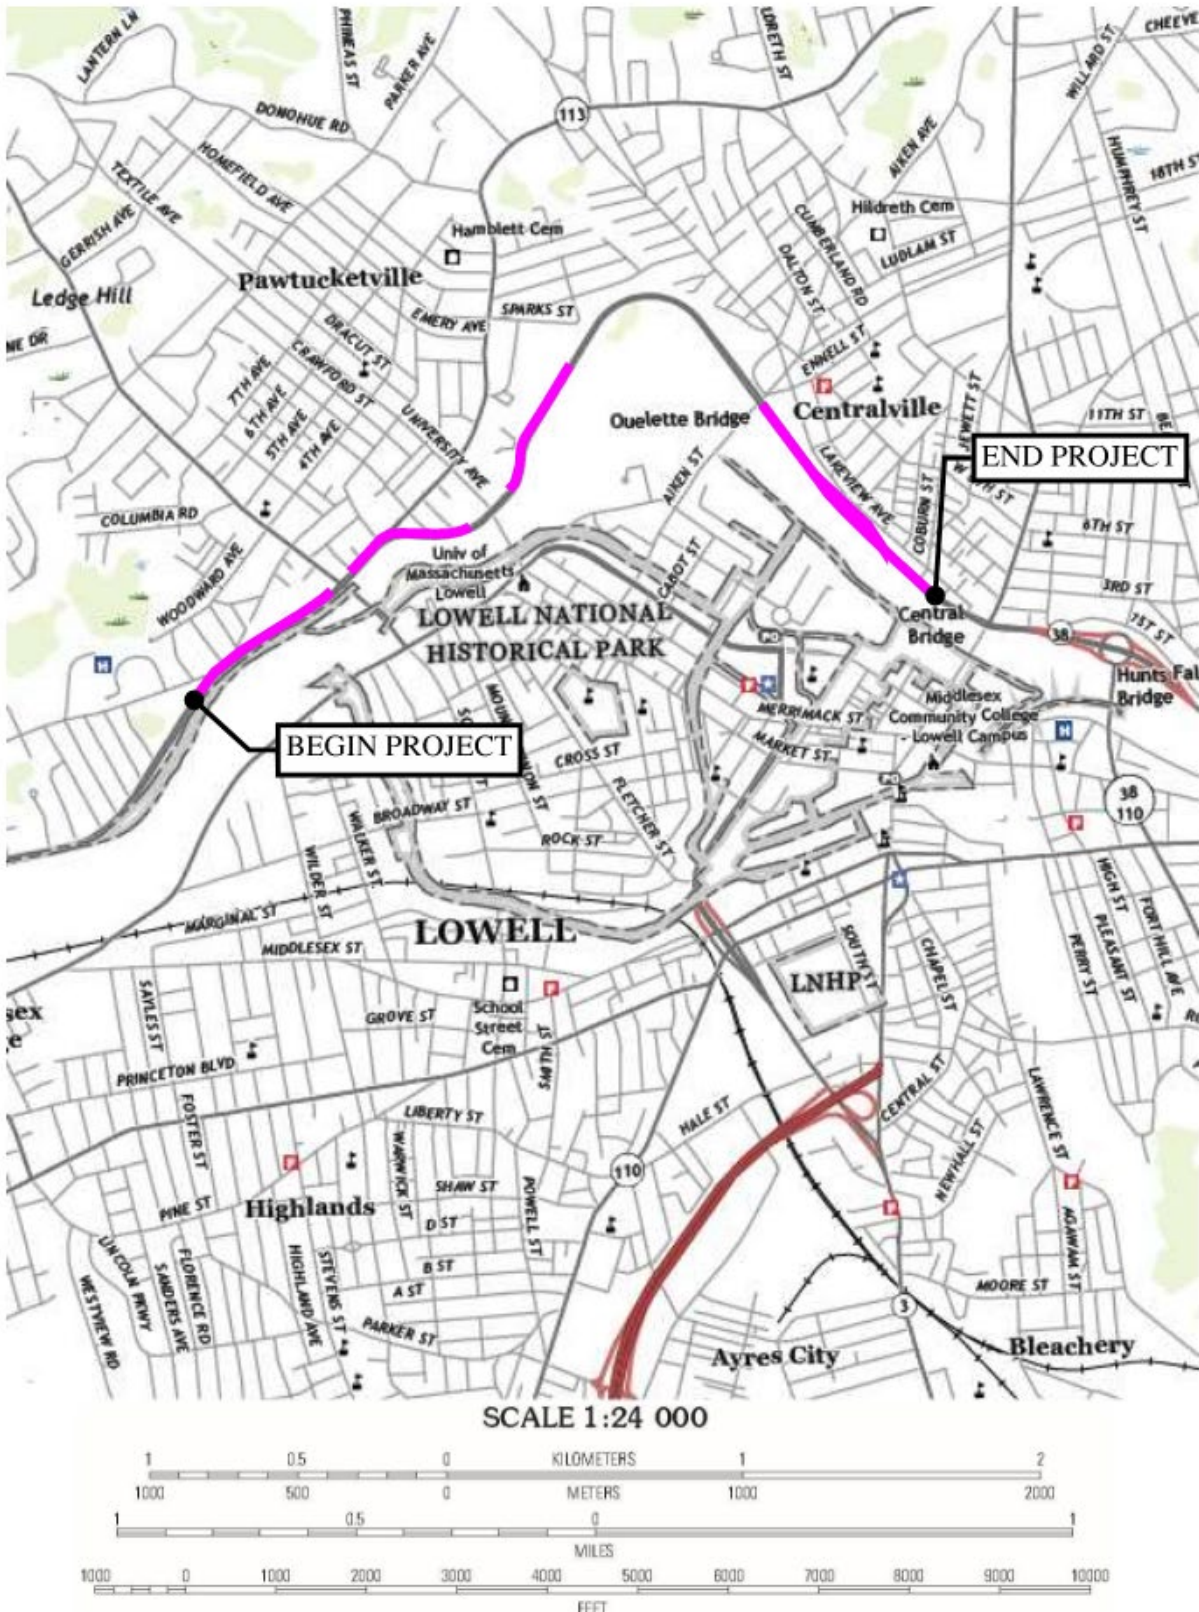 LANTERN LN
PHINEAS ST
PARKER AVE
LDRETH ST
WILLARD ST
CHEEVE
DONOHUE RD
113
HOMEFIELD AVE
TEXTILE AVE
GERRISH AVE
AIKEN AVE
HUMPHREY ST
18TH ST
Hamblett Cem
Hildreth Cem
CUMBERLAND RD
DALTON ST
LUDLAM ST
Pawtucketville
Ledge Hill
NE DR
EMERY AVE
SPARKS ST
DRACUT ST
CRAWFORD ST
ENNELL ST
7TH AVE
6TH AVE
5TH AVE
4TH AVE
UNIVERSITY AVE
Ouelette Bridge
Centralville
JEWETT ST
11TH ST
BE
LAKEVIEW AVE
END PROJECT
AIKEN ST
COBURN ST
COLUMBIA RD
6TH ST
WOODWARD AVE
Univ of
Massachusetts
Lowell
CABOT ST
3RD ST
LOWELL NATIONAL
HISTORICAL PARK
Central
Bridge
1ST ST
38
Hunts Fal
Bridge
PO
H
BEGIN PROJECT
MERRIMACK ST
MARKET ST
Middlesex
Community College
- Lowell Campus
H
CROSS ST
FLETCHER ST
BROADWAY ST
ROCK ST
WALKER ST
WILDER ST
PO
38
110
MARGINAL ST
LOWELL
MIDDLESEX ST
HIGH ST
PLEASANT ST
PERRY ST
FORT HILL AVE
SOUTH ST
CHAPEL ST
LNHP
sex
e
SAYLES ST
GROVE ST
School
Street
Cem
SMITH ST
PRINCETON BLVD
FOSTER ST
LIBERTY ST
HALE ST
CENTRAL ST
LAWRENCE ST
NEWHALL ST
110
WARWICK ST
SHAW ST
POWELL ST
PINE ST
Highlands
D ST
B ST
A ST
AGAWAM ST
LINCOLN PKWY
WESTVIEW RD
SANDERS AVE
FLORENCE RD
HIGHLAND AVE
STEVENS ST
PARKER ST
MOORE ST
3
Ayres City
Bleachery
SCALE 1:24 000
1 0.5 0 KILOMETERS 1 2
1000 500 0 METERS 1000 2000
1 0.5 0 1
MILES
1000 0 1000 2000 3000 4000 5000 6000 7000 8000 9000 10000
FEET